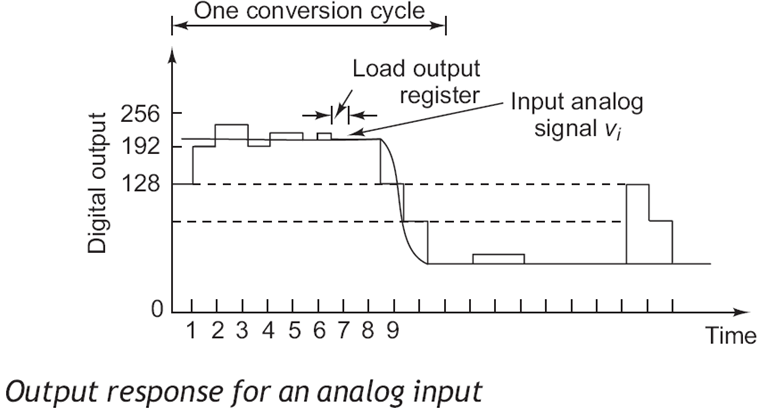 One conversion cycle
Load output
register
Input analog
signal vi
Digital output
256
192
128
0
1 2 3 4 5 6 7 8 9
Time
Output response for an analog input